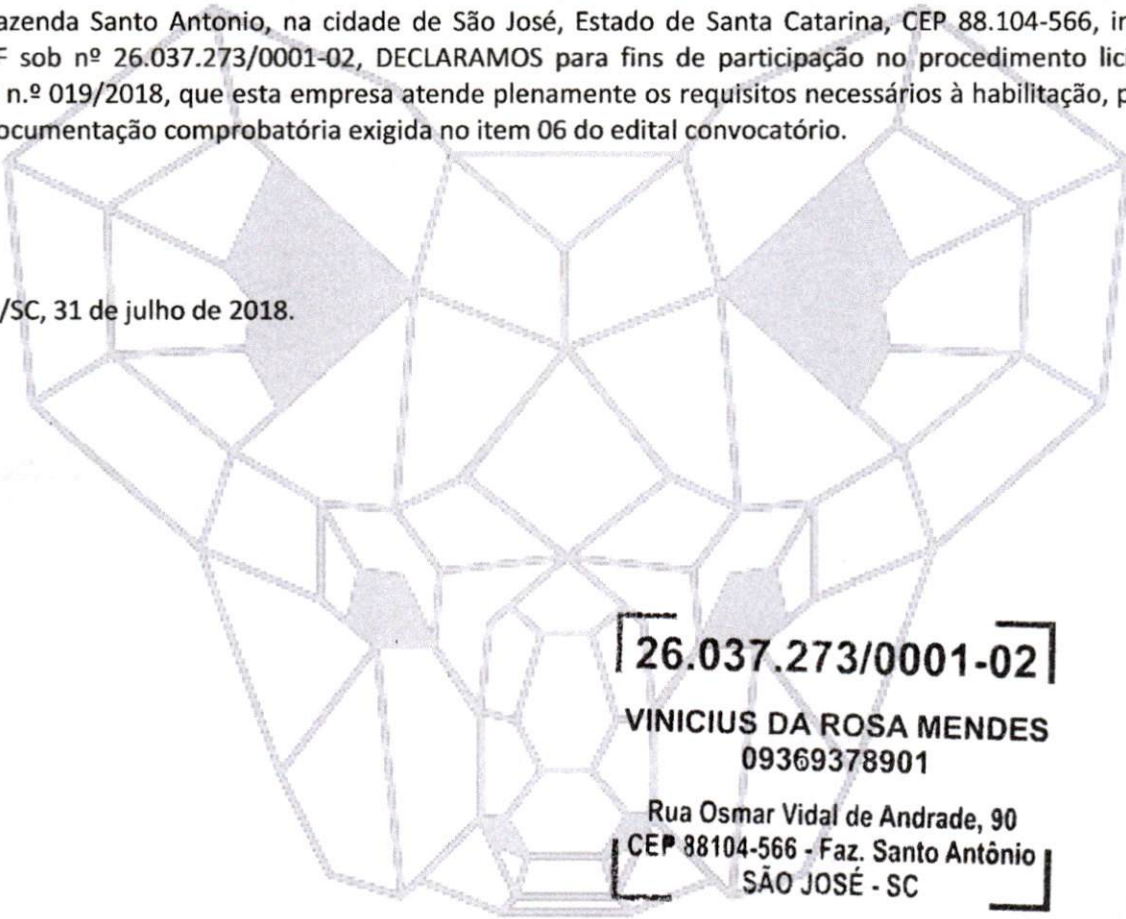 azenda Santo Antonio, na cidade de São José, Estado de Santa Catarina, CEP 88.104-566, in
F sob nº 26.037.273/0001-02, DECLARAMOS para fins de participação no procedimento lici
n.º 019/2018, que esta empresa atende plenamente os requisitos necessários à habilitação, p
ocumentação comprobatória exigida no item 06 do edital convocatório.
/SC, 31 de julho de 2018.
26.037.273/0001-02
VINICIUS DA ROSA MENDES
09369378901
Rua Osmar Vidal de Andrade, 90
CEP 88104-566 - Faz. Santo Antônio
SÃO JOSÉ - SC